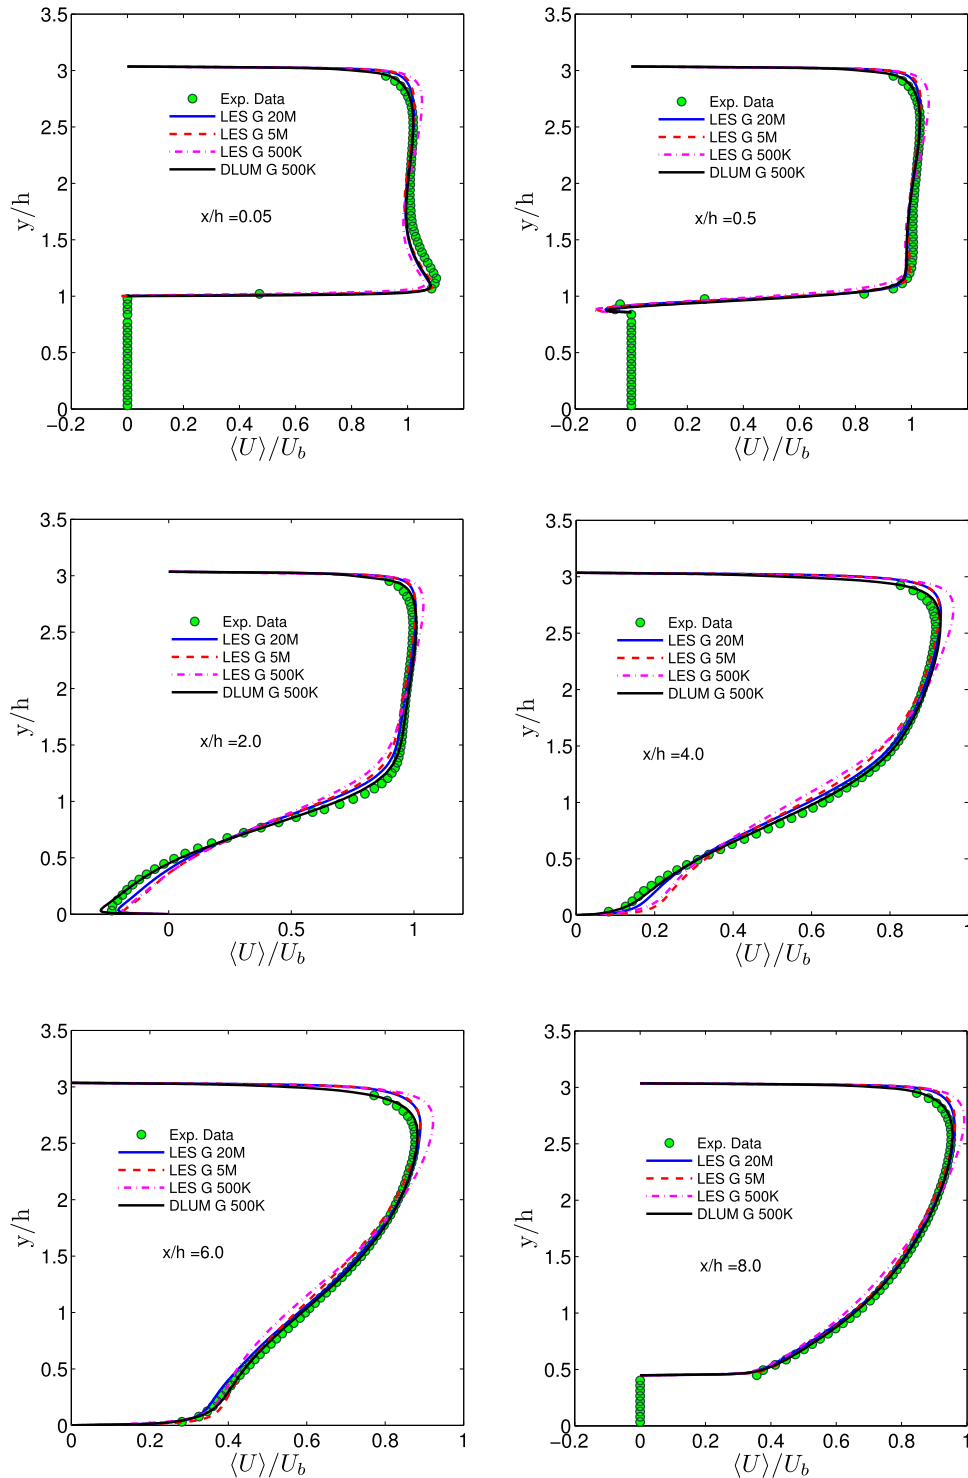 3.5
3
2.5
2
1.5
1
0.5
0
y/h
Exp. Data
LES G 20M
LES G 5M
LES G 500K
DLUM G 500K
x/h =0.05
−0.2 0 0.2 0.4 0.6 0.8 1
⟨U⟩/U_b
3.5
3
2.5
2
1.5
1
0.5
0
y/h
Exp. Data
LES G 20M
LES G 5M
LES G 500K
DLUM G 500K
x/h =0.5
−0.2 0 0.2 0.4 0.6 0.8 1
⟨U⟩/U_b
3.5
3
2.5
2
1.5
1
0.5
0
y/h
Exp. Data
LES G 20M
LES G 5M
LES G 500K
DLUM G 500K
x/h =2.0
0 0.5 1
⟨U⟩/U_b
3.5
3
2.5
2
1.5
1
0.5
0
y/h
Exp. Data
LES G 20M
LES G 5M
LES G 500K
DLUM G 500K
x/h =4.0
0 0.2 0.4 0.6 0.8 1
⟨U⟩/U_b
3.5
3
2.5
2
1.5
1
0.5
0
y/h
Exp. Data
LES G 20M
LES G 5M
LES G 500K
DLUM G 500K
x/h =6.0
0 0.2 0.4 0.6 0.8 1
⟨U⟩/U_b
3.5
3
2.5
2
1.5
1
0.5
0
y/h
Exp. Data
LES G 20M
LES G 5M
LES G 500K
DLUM G 500K
x/h =8.0
−0.2 0 0.2 0.4 0.6 0.8 1
⟨U⟩/U_b